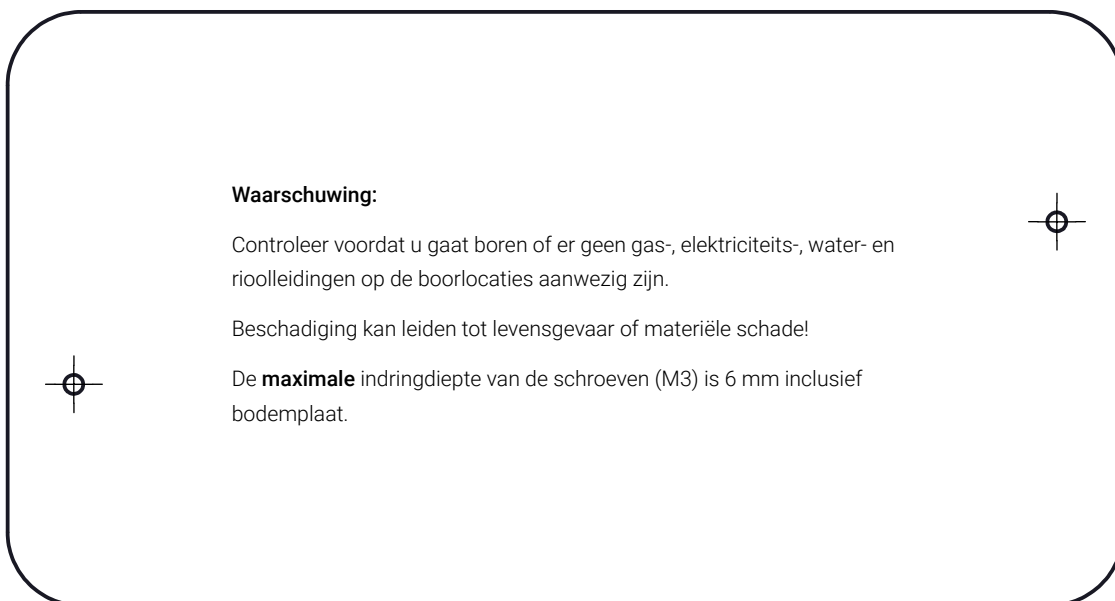 Waarschuwing:
Controleer voordat u gaat boren of er geen gas-, elektriciteits-, water- en
rioolleidingen op de boorlocaties aanwezig zijn.
Beschadiging kan leiden tot levensgevaar of materiële schade!
De maximale indringdiepte van de schroeven (M3) is 6 mm inclusief
bodemplaat.